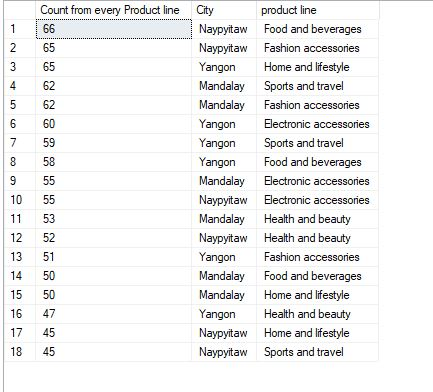 Count from every Product line City product line
1 66 Naypyitaw Food and beverages
2 65 Naypyitaw Fashion accessories
3 65 Yangon Home and lifestyle
4 62 Mandalay Sports and travel
5 62 Mandalay Fashion accessories
6 60 Yangon Electronic accessories
7 59 Yangon Sports and travel
8 58 Yangon Food and beverages
9 55 Mandalay Electronic accessories
10 55 Naypyitaw Electronic accessories
11 53 Mandalay Health and beauty
12 52 Naypyitaw Health and beauty
13 51 Yangon Fashion accessories
14 50 Mandalay Food and beverages
15 50 Mandalay Home and lifestyle
16 47 Yangon Health and beauty
17 45 Naypyitaw Home and lifestyle
18 45 Naypyitaw Sports and travel